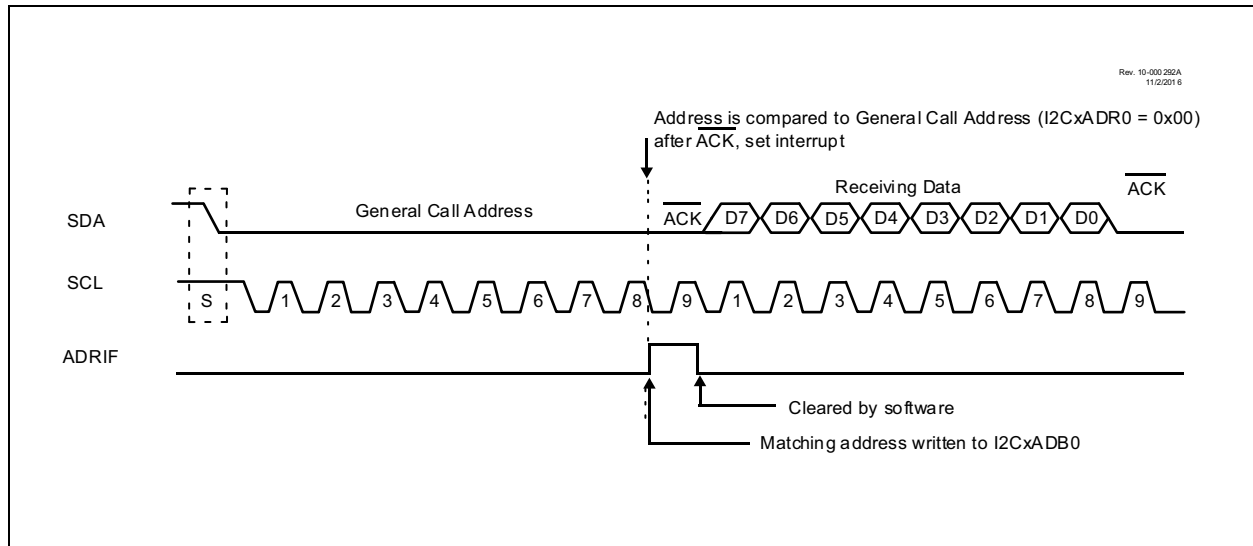 Rev. 10-000 292A
11/2/2016
Address is compared to General Call Address (I2CxADR0 = 0x00)
after ACK, set interrupt
Receiving Data
ACK
General Call Address
SDA
ACK D7 D6 D5 D4 D3 D2 D1 D0
SCL
S 1 2 3 4 5 6 7 8 9 1 2 3 4 5 6 7 8 9
ADRIF
Cleared by software
Matching address written to I2CxADB0